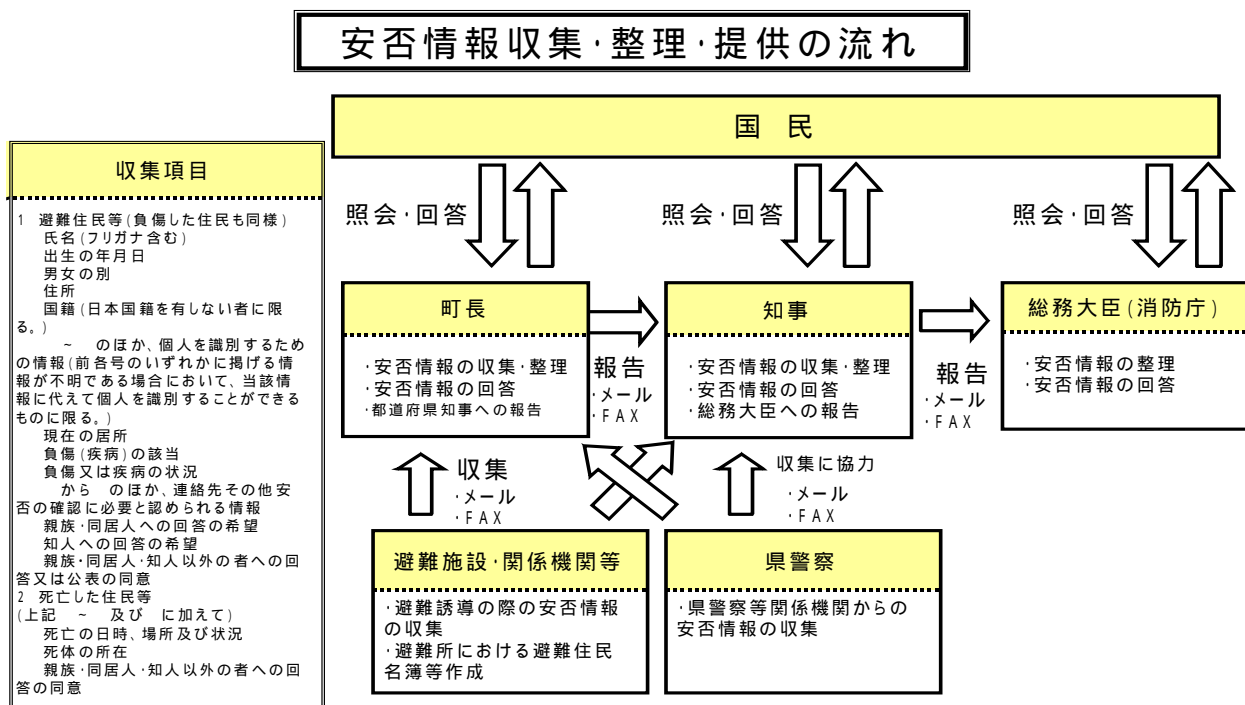 安否情報収集・整理・提供の流れ
国　民
収集項目
1　避難住民等(負傷した住民も同様)
氏名(フリガナ含む)
出生の年月日
男女の別
住所
国籍(日本国籍を有しない者に限
る。)
～　のほか、個人を識別するため
の情報(前各号のいずれかに掲げる情
報が不明である場合において、当該情
報に代えて個人を識別することができる
ものに限る。)
現在の居所
負傷(疾病)の該当
負傷又は疾病の状況
から　のほか、連絡先その他安
否の確認に必要と認められる情報
親族・同居人への回答の希望
知人への回答の希望
親族・同居人・知人以外の者への回
答又は公表の同意
2　死亡した住民等
(上記　～　及び　に加えて)
死亡の日時、場所及び状況
死体の所在
親族・同居人・知人以外の者への回
答の同意
照会・回答
照会・回答
照会・回答
町長
・安否情報の収集・整理
・安否情報の回答
・都道府県知事への報告
報告
・メール
・FAX
知事
・安否情報の収集・整理
・安否情報の回答
・総務大臣への報告
報告
・メール
・FAX
総務大臣(消防庁)
・安否情報の整理
・安否情報の回答
収集
・メール
・FAX
収集に協力
・メール
・FAX
避難施設・関係機関等
・避難誘導の際の安否情報
の収集
・避難所における避難住民
名簿等作成
県警察
・県警察等関係機関からの
安否情報の収集